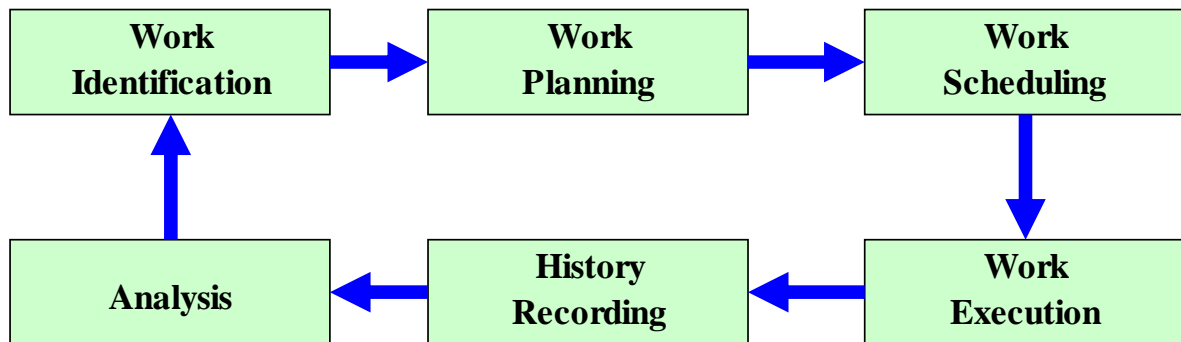 Work
Identification
Work
Planning
Work
Scheduling
Analysis
History
Recording
Work
Execution